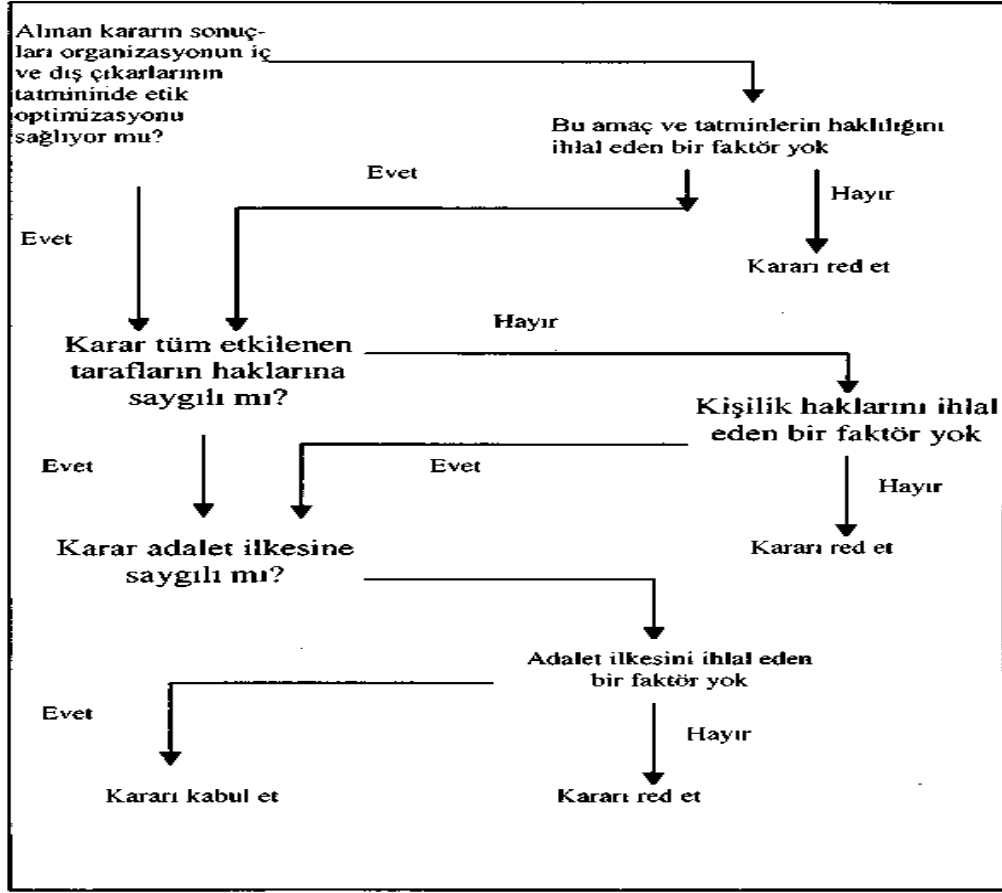 Alınan kararın sonuç-
ları organizasyonun iç
ve dış çıkarlarının
tatmininide etik
optimizasyonu
sağlıyor mu?
Bu amaç ve tatminlerin haklılığını
ihlal eden bir faktör yok
Evet
Hayır
Evet
Kararı red et
Hayır
Karar tüm etkilenen
tarafların haklarına
saygılı mı?
Kişilik haklarını ihlal
eden bir faktör yok
Evet
Evet
Hayır
Karar adalet ilkesine
saygılı mı?
Kararı red et
Adalet ilkesini ihlal eden
bir faktör yok
Evet
Hayır
Kararı kabul et
Kararı red et